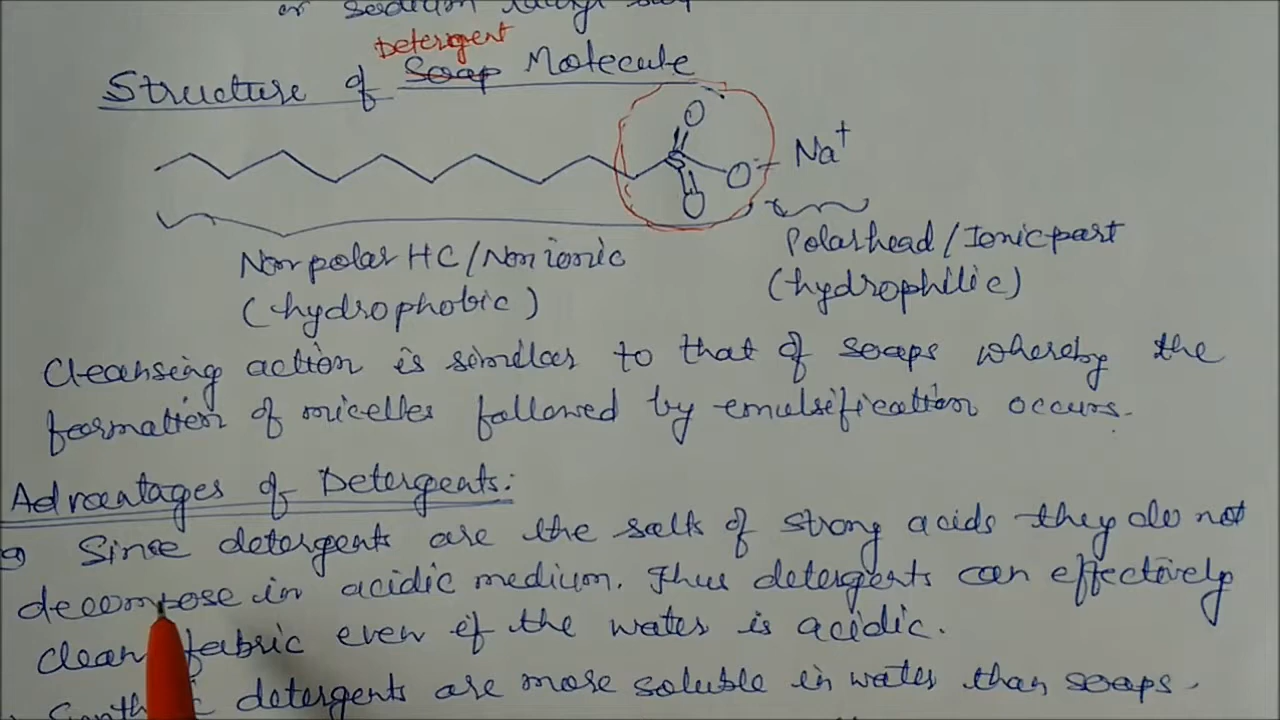 or sodium
Detergent
Structure of Soap Molecule
O
S O⁻ Na⁺
O
Nonpolar HC/Non ionic
(hydrophobic)
Polarhead/Ionic part
(hydrophilic)
Cleansing action is similar to that of soaps whereby the
formation of micelles followed by emulsification occurs.
Advantages of Detergents:
a) Since detergents are the salts of strong acids they do not
decompose in acidic medium. Thus detergents can effectively
clean fabric even if the water is acidic.
detergents are more soluble in water than soaps.